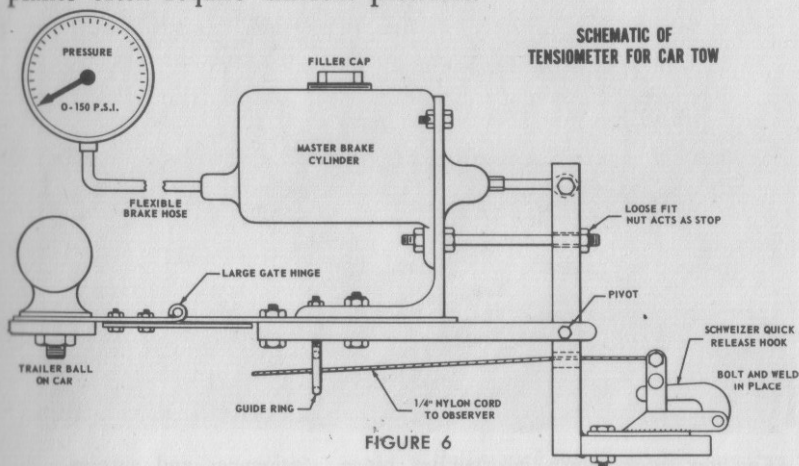 SCHEMATIC OF
TENSIOMETER FOR CAR TOW
PRESSURE
0-150 P.S.I.
FILLER CAP
MASTER BRAKE
CYLINDER
FLEXIBLE
BRAKE HOSE
LOOSE FIT
NUT ACTS AS STOP
LARGE GATE HINGE
PIVOT
SCHWEIZER QUICK
RELEASE HOOK
TRAILER BALL
ON CAR
BOLT AND WELD
IN PLACE
GUIDE RING
1/4" NYLON CORD
TO OBSERVER
FIGURE 6